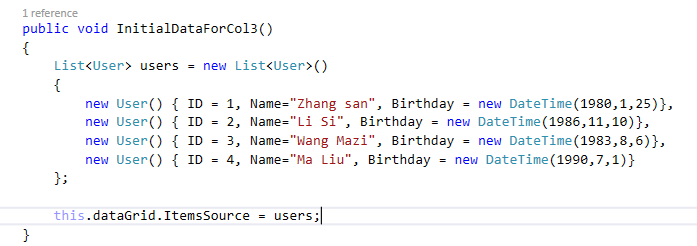 1 reference
public void InitialDataForCol3()
{
    List<User> users = new List<User>()
    {
        new User() { ID = 1, Name="Zhang san", Birthday = new DateTime(1980,1,25)},
        new User() { ID = 2, Name="Li Si", Birthday = new DateTime(1986,11,10)},
        new User() { ID = 3, Name="Wang Mazi", Birthday = new DateTime(1983,8,6)},
        new User() { ID = 4, Name="Ma Liu", Birthday = new DateTime(1990,7,1)}
    };
    this.dataGrid.ItemsSource = users;
}